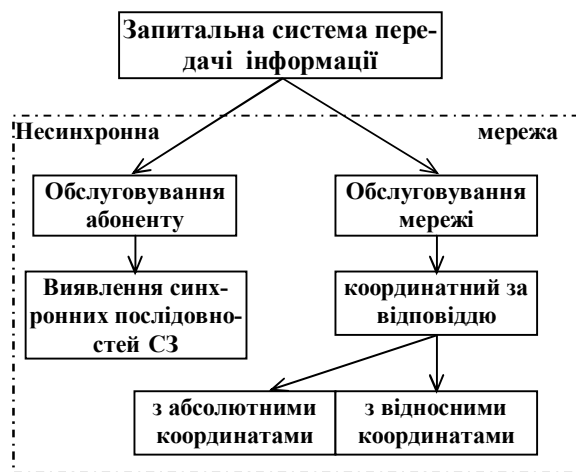 Запитальна система пере-
дачі інформації
Несинхронна мережа
Обслуговування
абоненту
Обслуговування
мережі
Виявлення синх-
ронних послідовно-
стей СЗ
координатний за
відповіддю
з абсолютними
координатами
з відносними
координатами